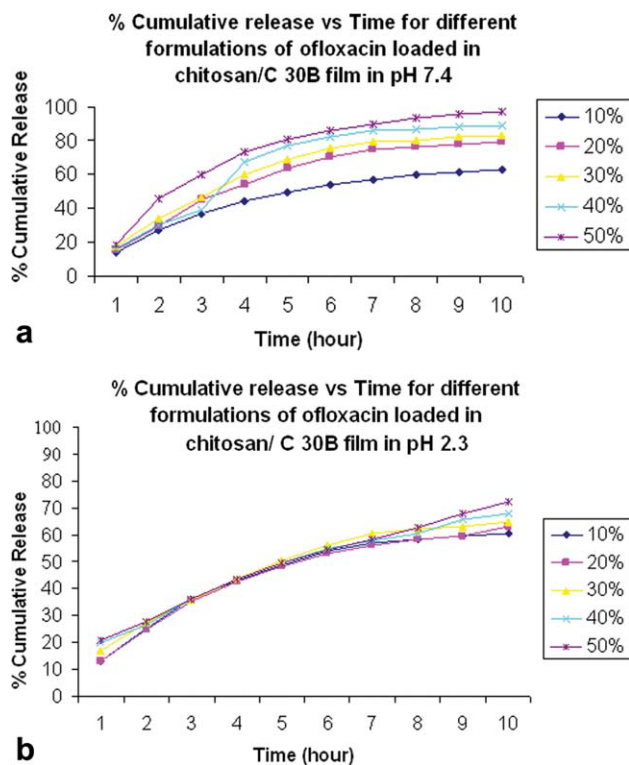 % Cumulative release vs Time for different
formulations of ofloxacin loaded in
chitosan/C 30B film in pH 7.4
% Cumulative Release
100
80
60
40
20
0
1 2 3 4 5 6 7 8 9 10
Time (hour)
10%
20%
30%
40%
50%
a
% Cumulative release vs Time for different
formulations of ofloxacin loaded in
chitosan/ C 30B film in pH 2.3
% Cumulative Release
100
90
80
70
60
50
40
30
20
10
0
1 2 3 4 5 6 7 8 9 10
Time (hour)
10%
20%
30%
40%
50%
b